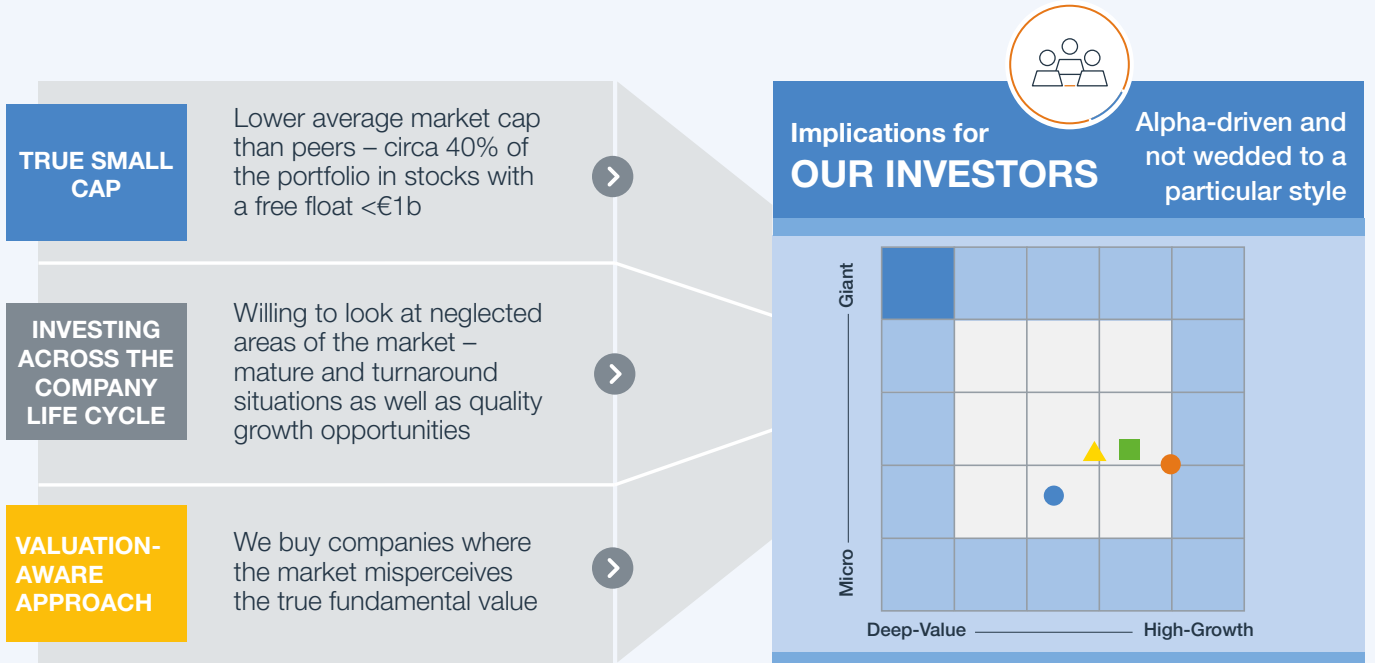 TRUE SMALL
CAP
Lower average market cap
than peers – circa 40% of
the portfolio in stocks with
a free float <€1b
INVESTING
ACROSS THE
COMPANY
LIFE CYCLE
Willing to look at neglected
areas of the market –
mature and turnaround
situations as well as quality
growth opportunities
VALUATION-
AWARE
APPROACH
We buy companies where
the market misperceives
the true fundamental value
Implications for
OUR INVESTORS
Alpha-driven and
not wedded to a
particular style
Giant
Micro
Deep-Value
High-Growth